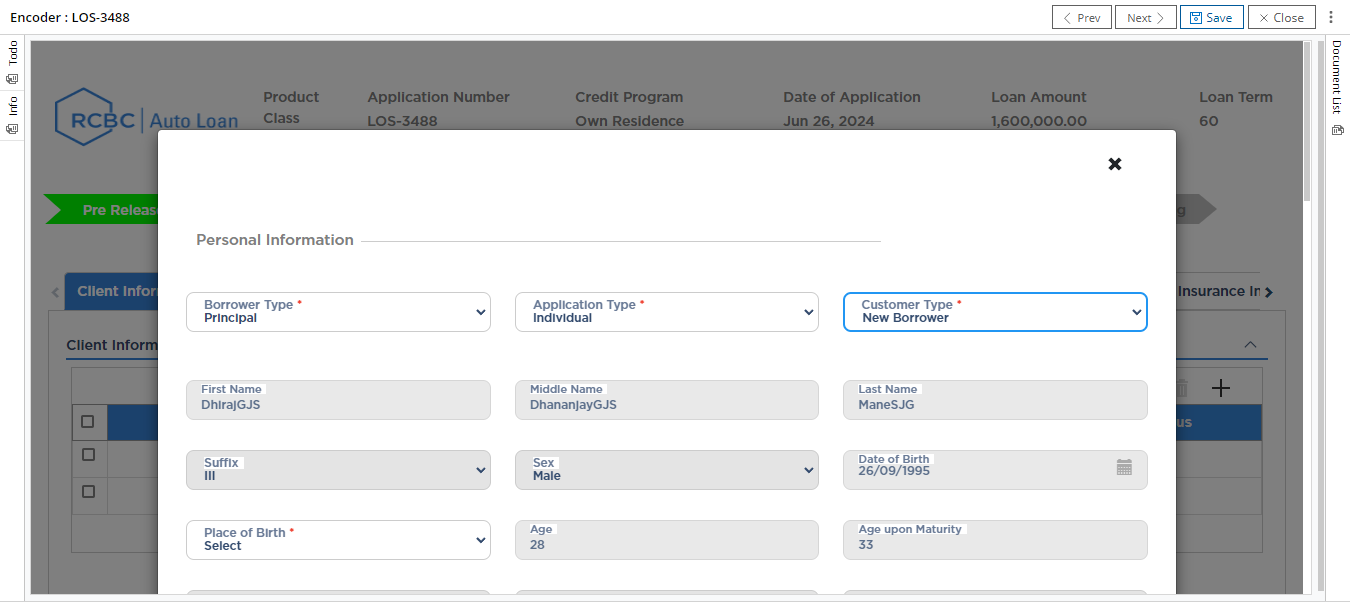 Encoder : LOS-3488
Prev
Next
Save
Close
Todo
Info
Document List
RCBC Auto Loan
Product Class
Application Number
LOS-3488
Credit Program
Own Residence
Date of Application
Jun 26, 2024
Loan Amount
1,600,000.00
Loan Term
60
Pre Releas
g
Client Infor
Insurance In
Client Inform
us
Personal Information
Borrower Type *
Principal
Application Type *
Individual
Customer Type *
New Borrower
First Name
DhirajGJS
Middle Name
DhananjayGJS
Last Name
ManeSJG
Suffix
III
Sex
Male
Date of Birth
26/09/1995
Place of Birth *
Select
Age
28
Age upon Maturity
33